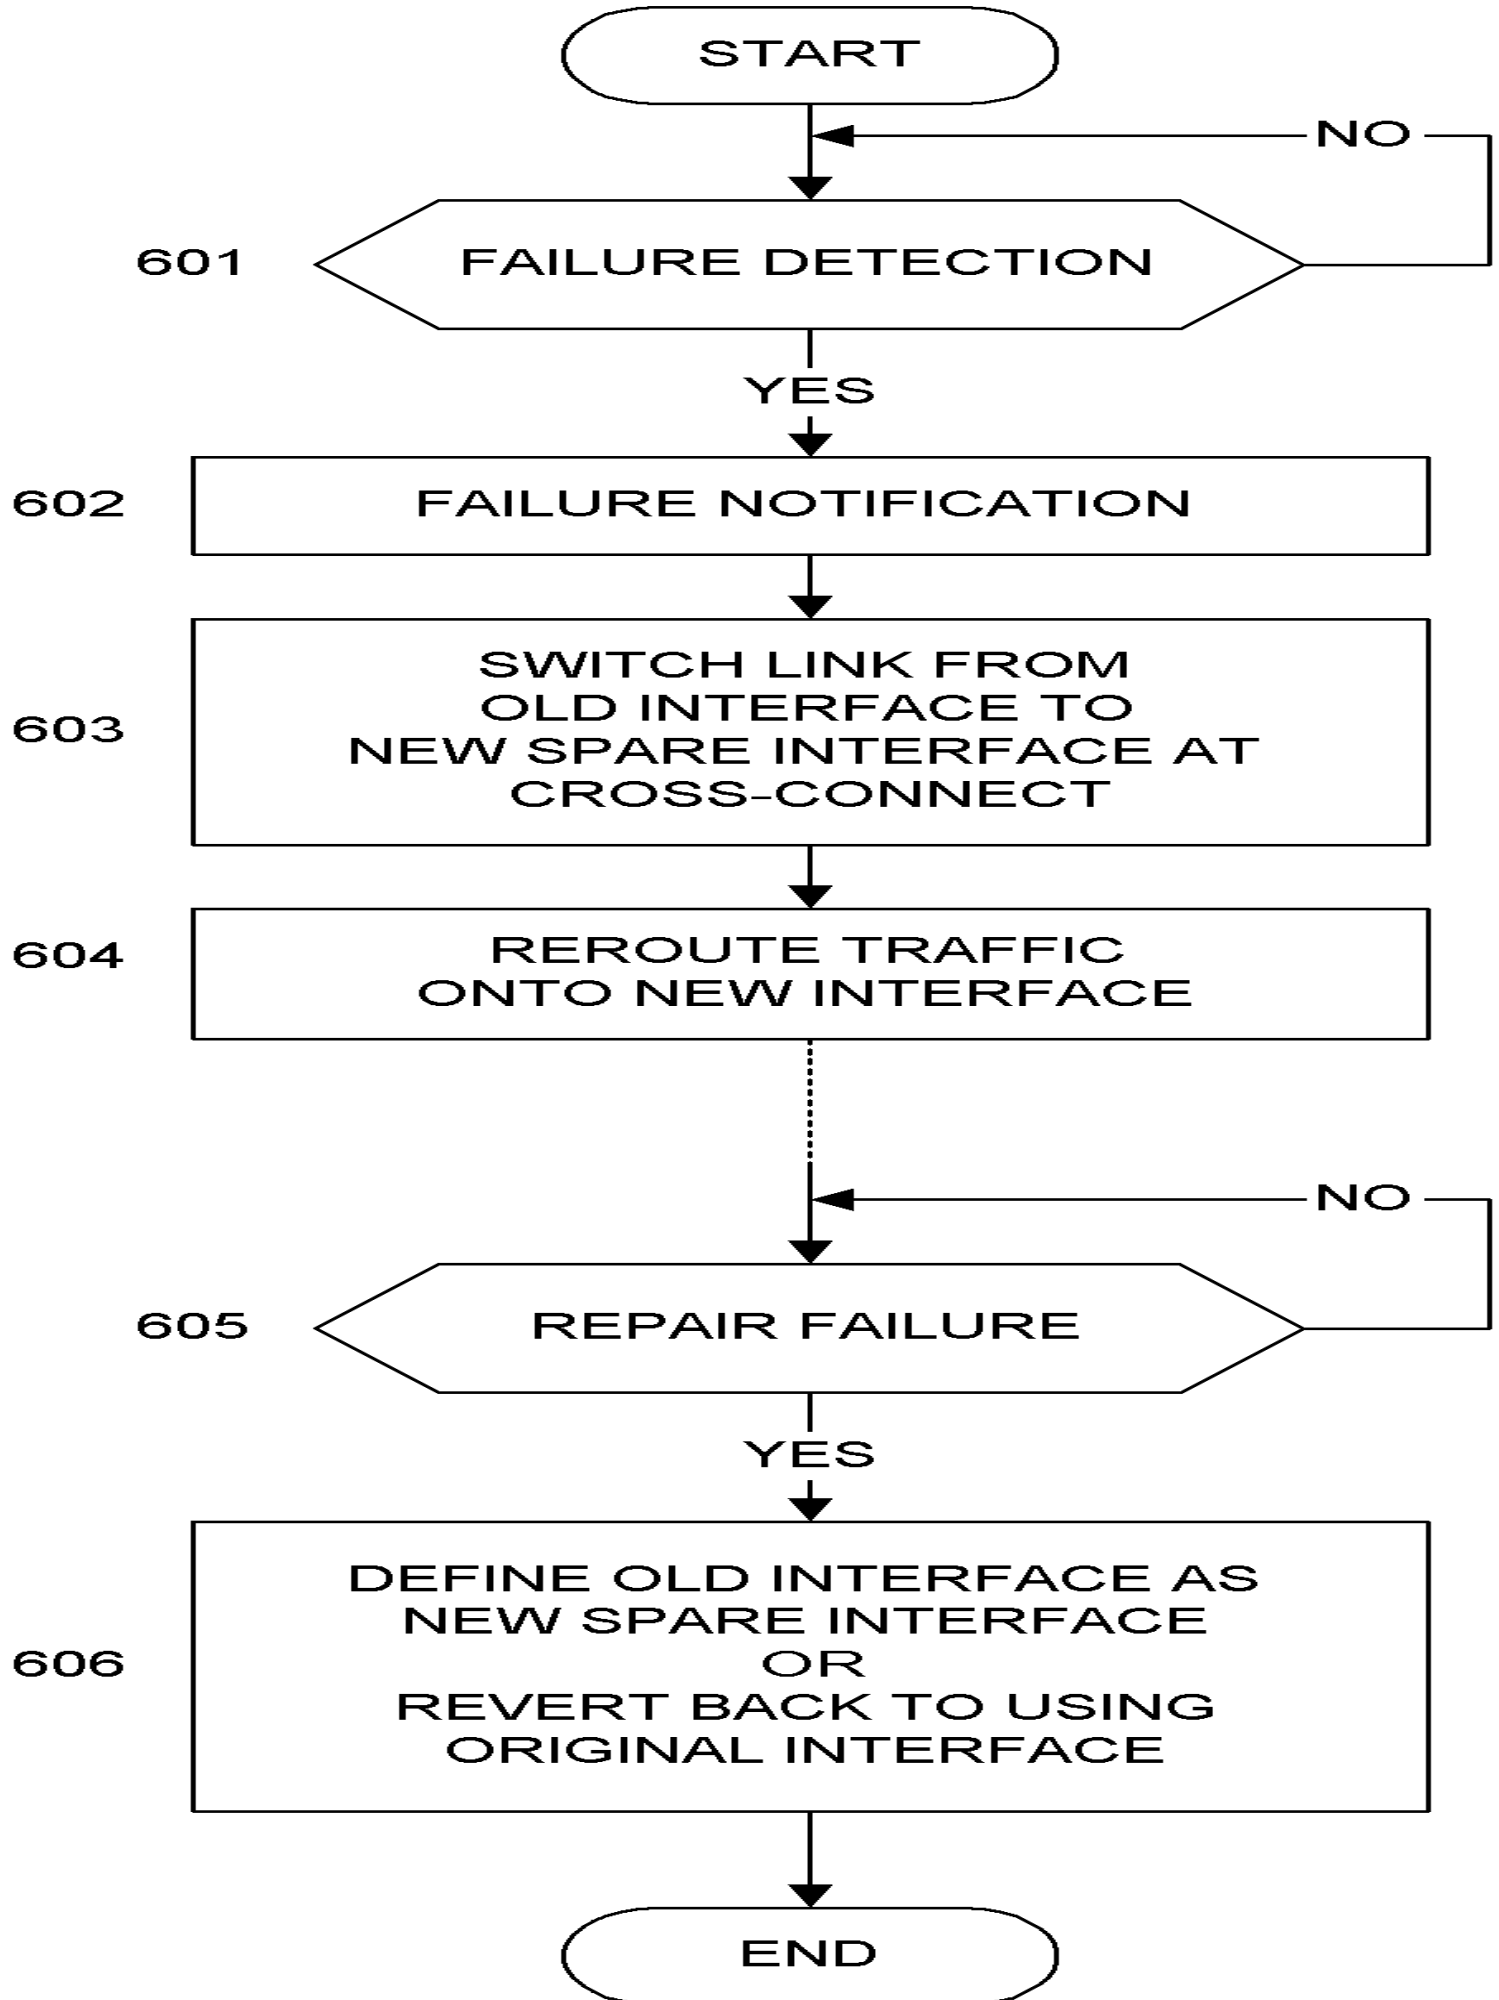 START
NO
601
FAILURE DETECTION
YES
602
FAILURE NOTIFICATION
603
SWITCH LINK FROM
OLD INTERFACE TO
NEW SPARE INTERFACE AT
CROSS-CONNECT
604
REROUTE TRAFFIC
ONTO NEW INTERFACE
NO
605
REPAIR FAILURE
YES
606
DEFINE OLD INTERFACE AS
NEW SPARE INTERFACE
OR
REVERT BACK TO USING
ORIGINAL INTERFACE
END